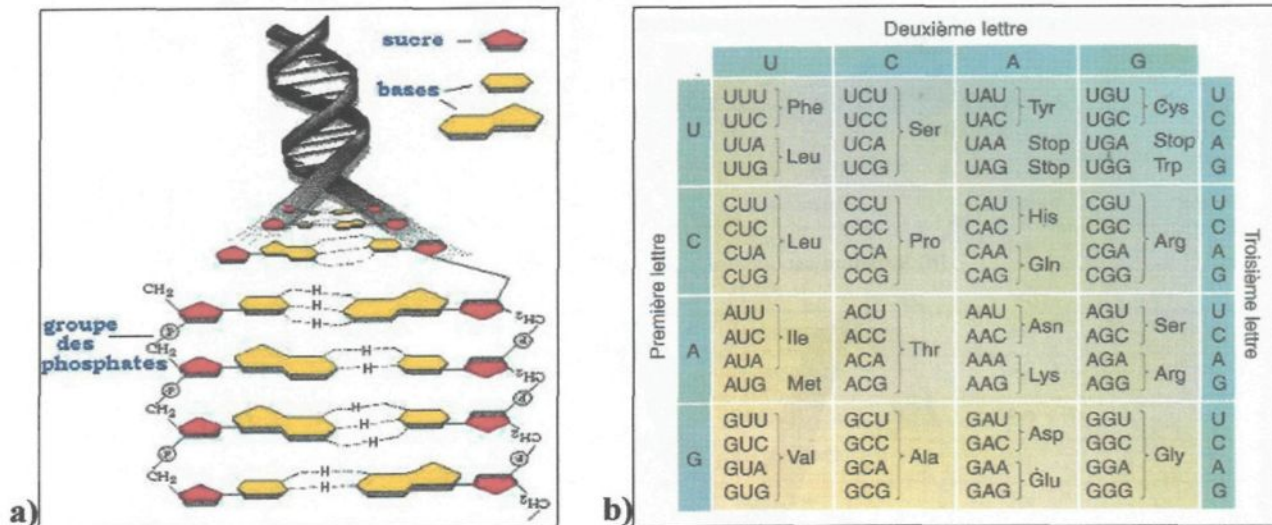 sucre
bases
CH2
groupe
des
phosphates
H
H
H
P
CH2
P
H
H
P
CH2
P
H
H
H
P
CH2
P
H
H
CH2
a)
Deuxième lettre
U C A G
Première lettre
Troisième lettre
U
UUU Phe UCU Ser UAU Tyr UGU Cys U
UUC UCC UAC UGC C
UUA Leu UCA UAA Stop UGA Stop A
UUG UCG UAG Stop UGG Trp G
C
CUU Leu CCU Pro CAU His CGU Arg U
CUC CCC CAC CGC C
CUA CCA CAA Gln CGA A
CUG CCG CAG CGG G
A
AUU Ile ACU Thr AAU Asn AGU Ser U
AUC ACC AAC AGC C
AUA ACA AAA Lys AGA Arg A
AUG Met ACG AAG AGG G
G
GUU Val GCU Ala GAU Asp GGU Gly U
GUC GCC GAC GGC C
GUA GCA GAA Glu GGA A
GUG GCG GAG GGG G
b)